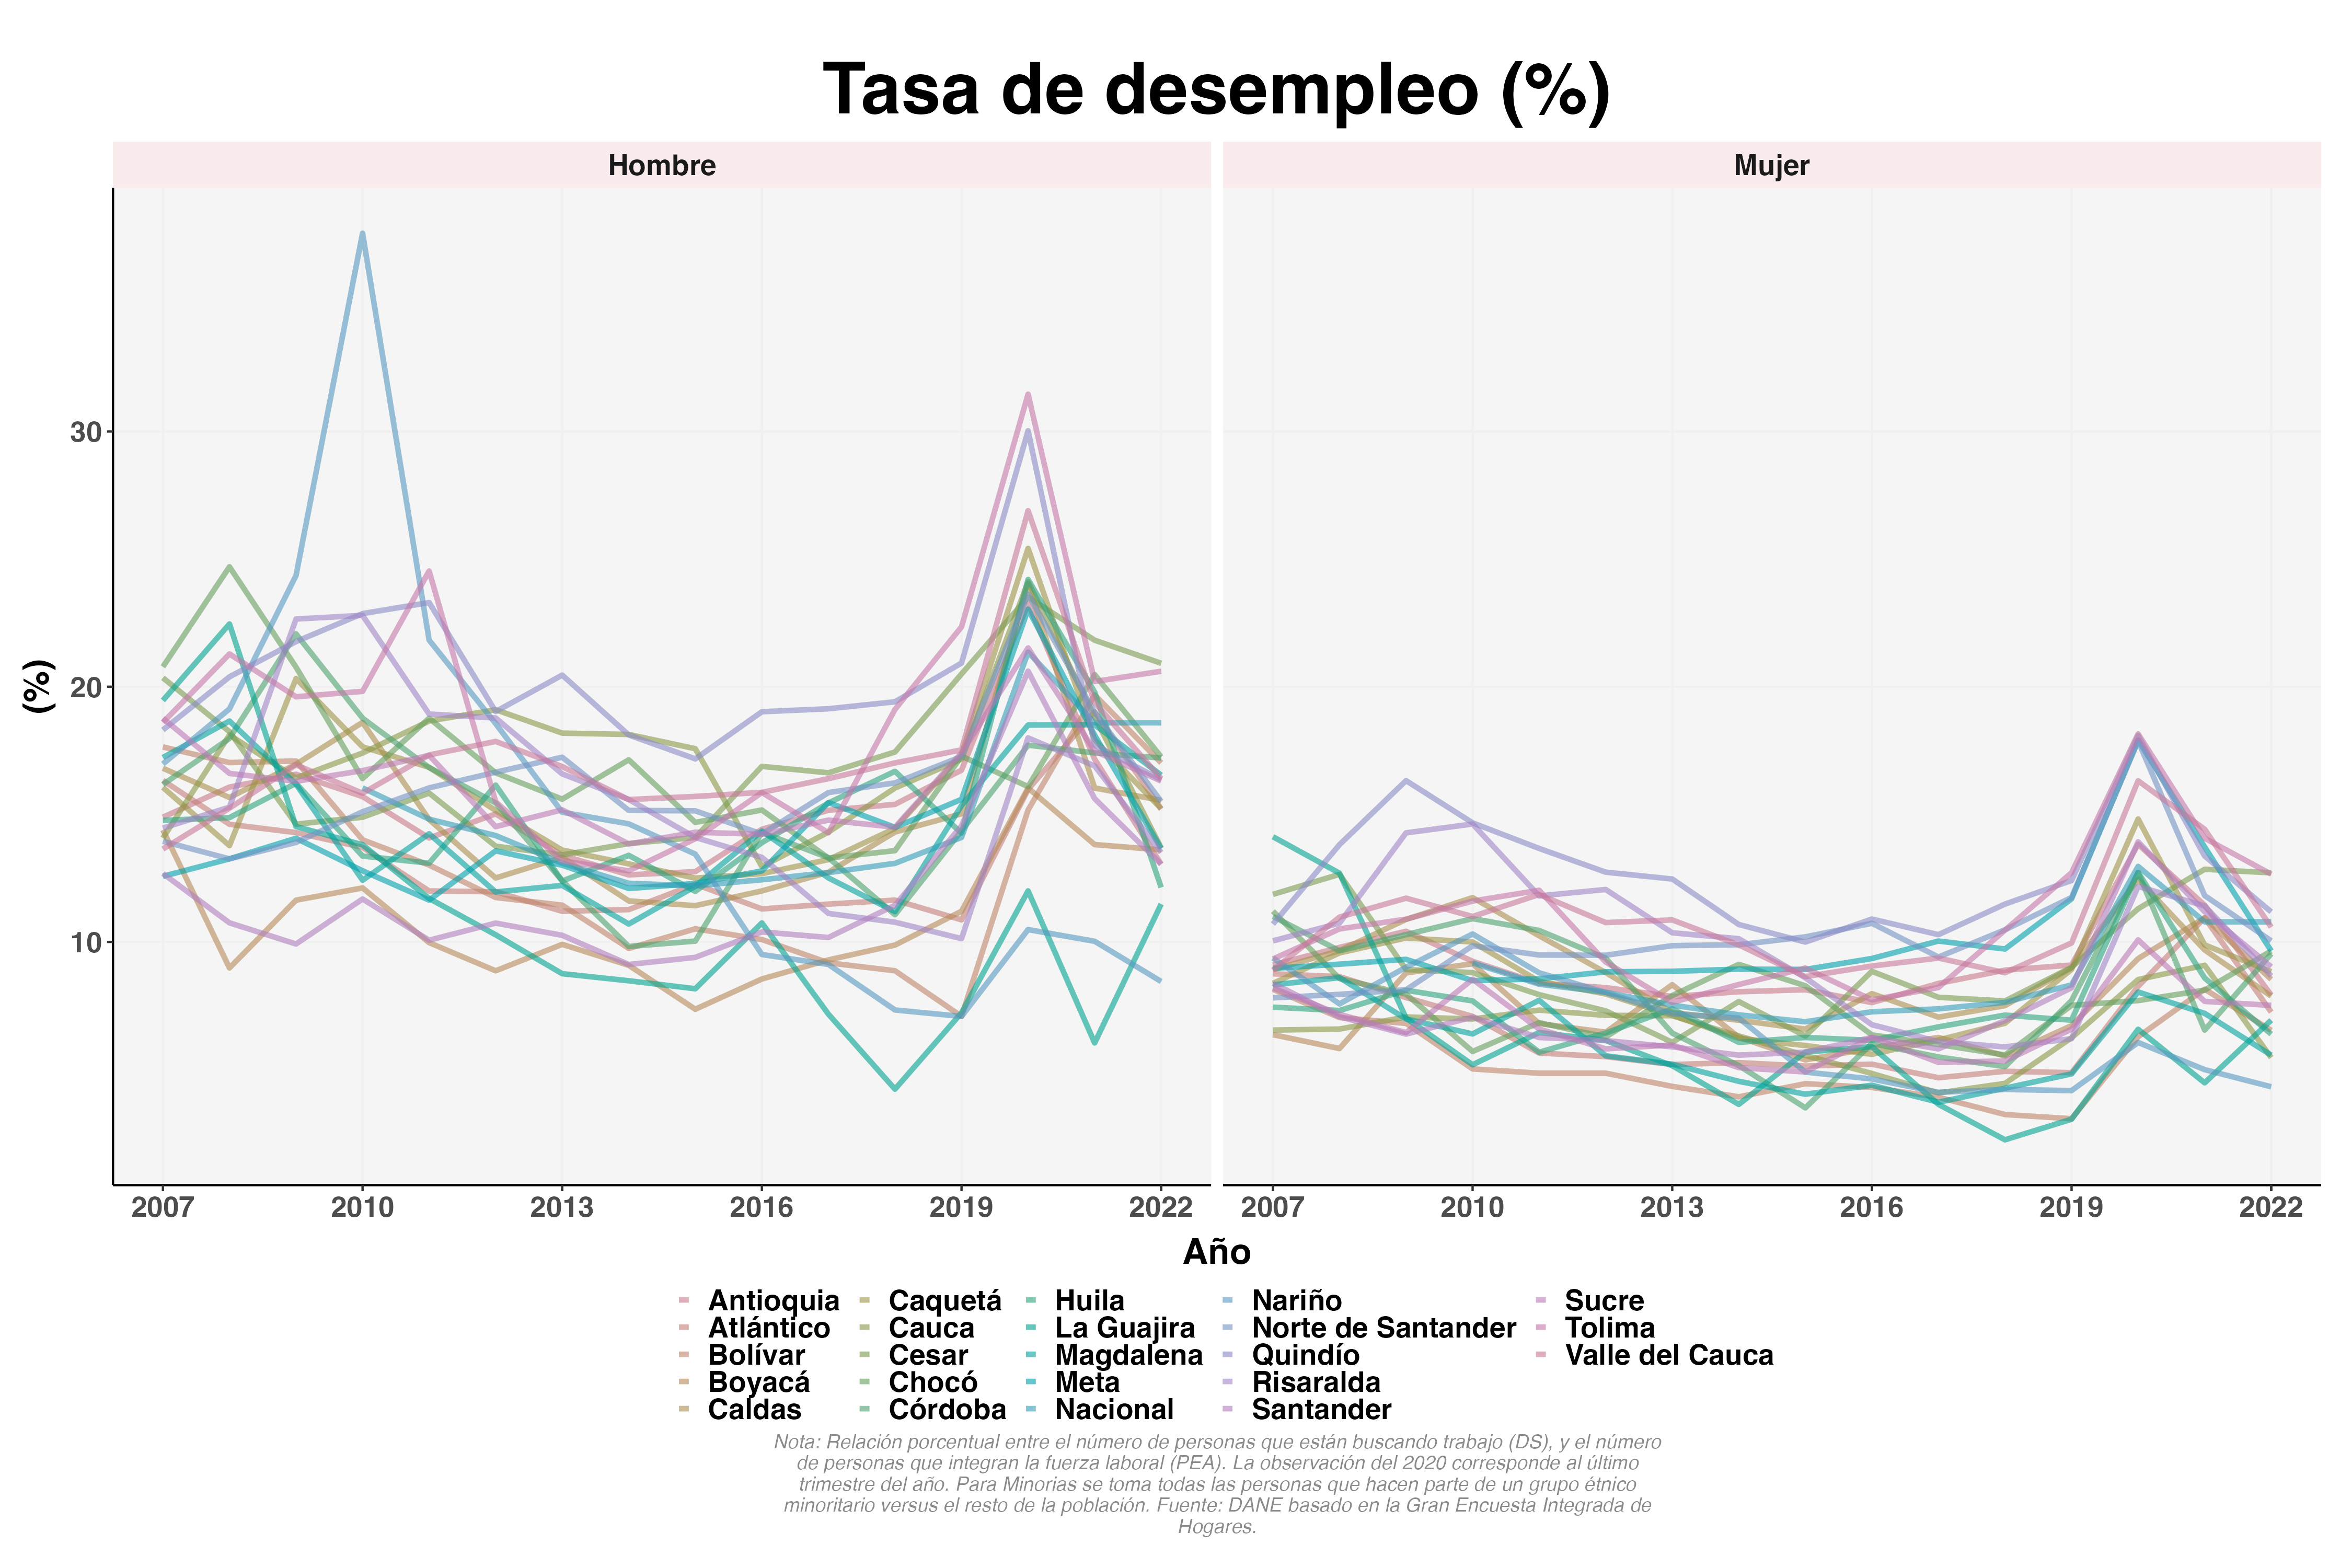 Tasa de desempleo (%)
Hombre
Mujer
(%)
30
20
10
2007 2010 2013 2016 2019 2022
2007 2010 2013 2016 2019 2022
Año
Antioquia Caquetá Huila Nariño Sucre
Atlántico Cauca La Guajira Norte de Santander Tolima
Bolívar Cesar Magdalena Quindío Valle del Cauca
Boyacá Chocó Meta Risaralda
Caldas Córdoba Nacional Santander
Nota: Relación porcentual entre el número de personas que están buscando trabajo (DS), y el número
de personas que integran la fuerza laboral (PEA). La observación del 2020 corresponde al último
trimestre del año. Para Minorias se toma todas las personas que hacen parte de un grupo étnico
minoritario versus el resto de la población. Fuente: DANE basado en la Gran Encuesta Integrada de
Hogares.